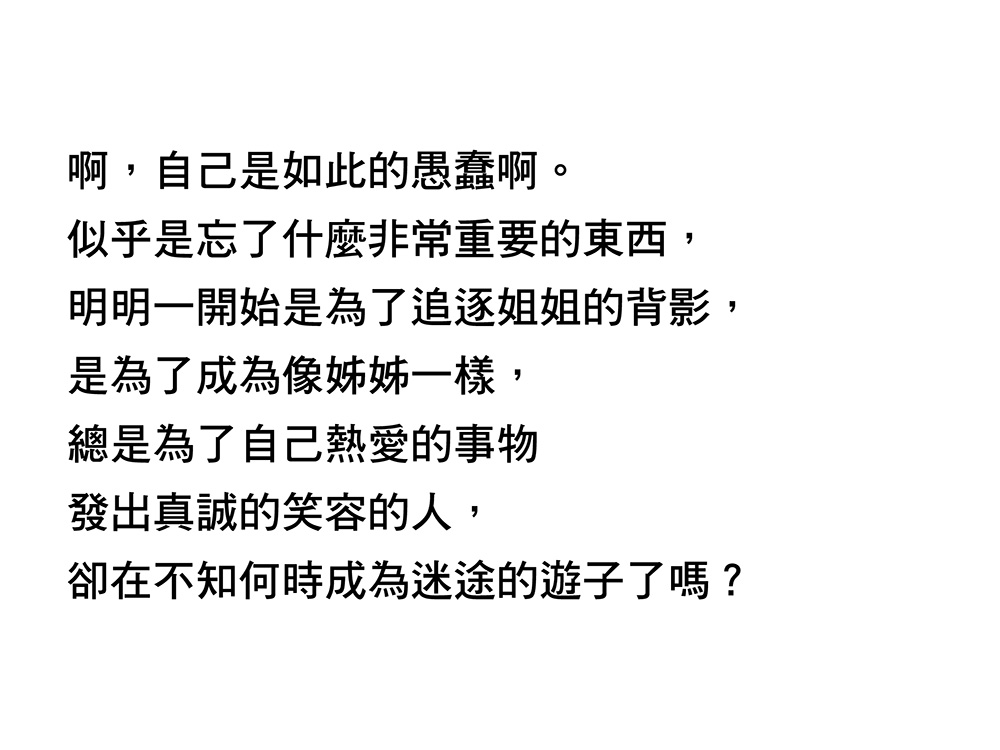 啊，自己是如此的愚蠢啊。
似乎是忘了什麼非常重要的東西，
明明一開始是為了追逐姐姐的背影，
是為了成為像姊姊一樣，
總是為了自己熱愛的事物
發出真誠的笑容的人，
卻在不知何時成為迷途的遊子了嗎？